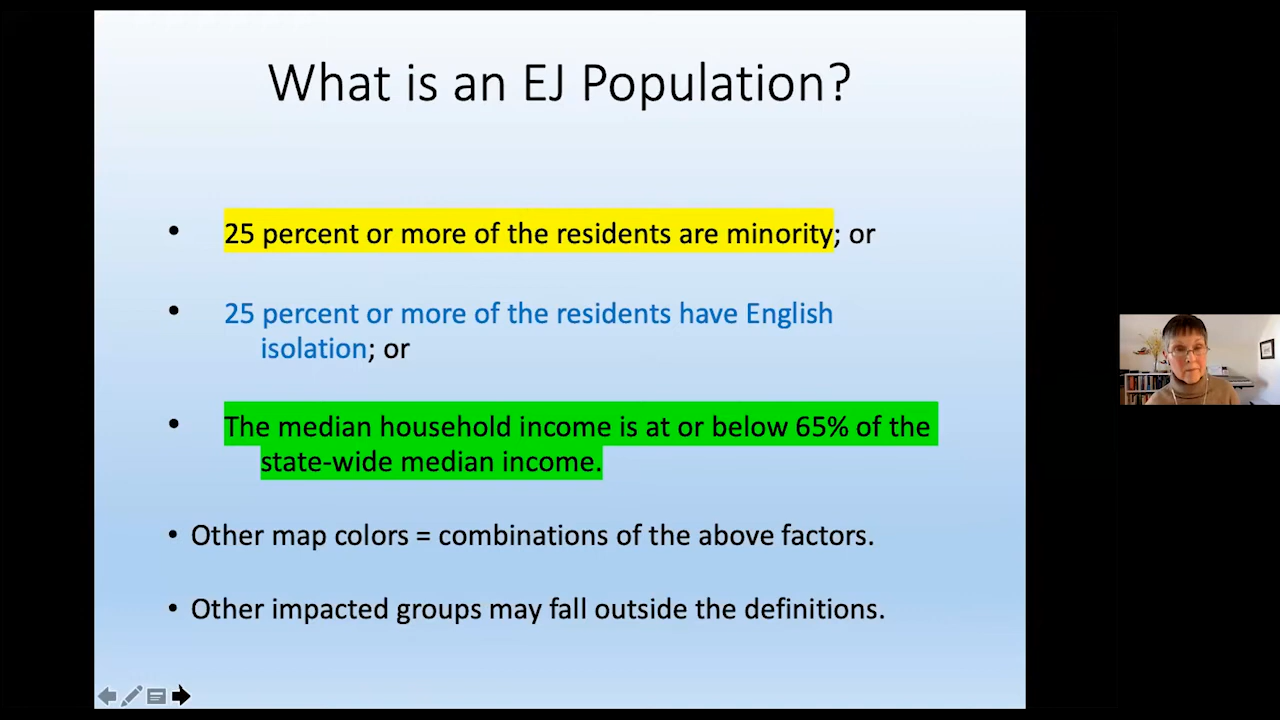 What is an EJ Population?
• 25 percent or more of the residents are minority; or
• 25 percent or more of the residents have English
isolation; or
• The median household income is at or below 65% of the
state-wide median income.
• Other map colors = combinations of the above factors.
• Other impacted groups may fall outside the definitions.